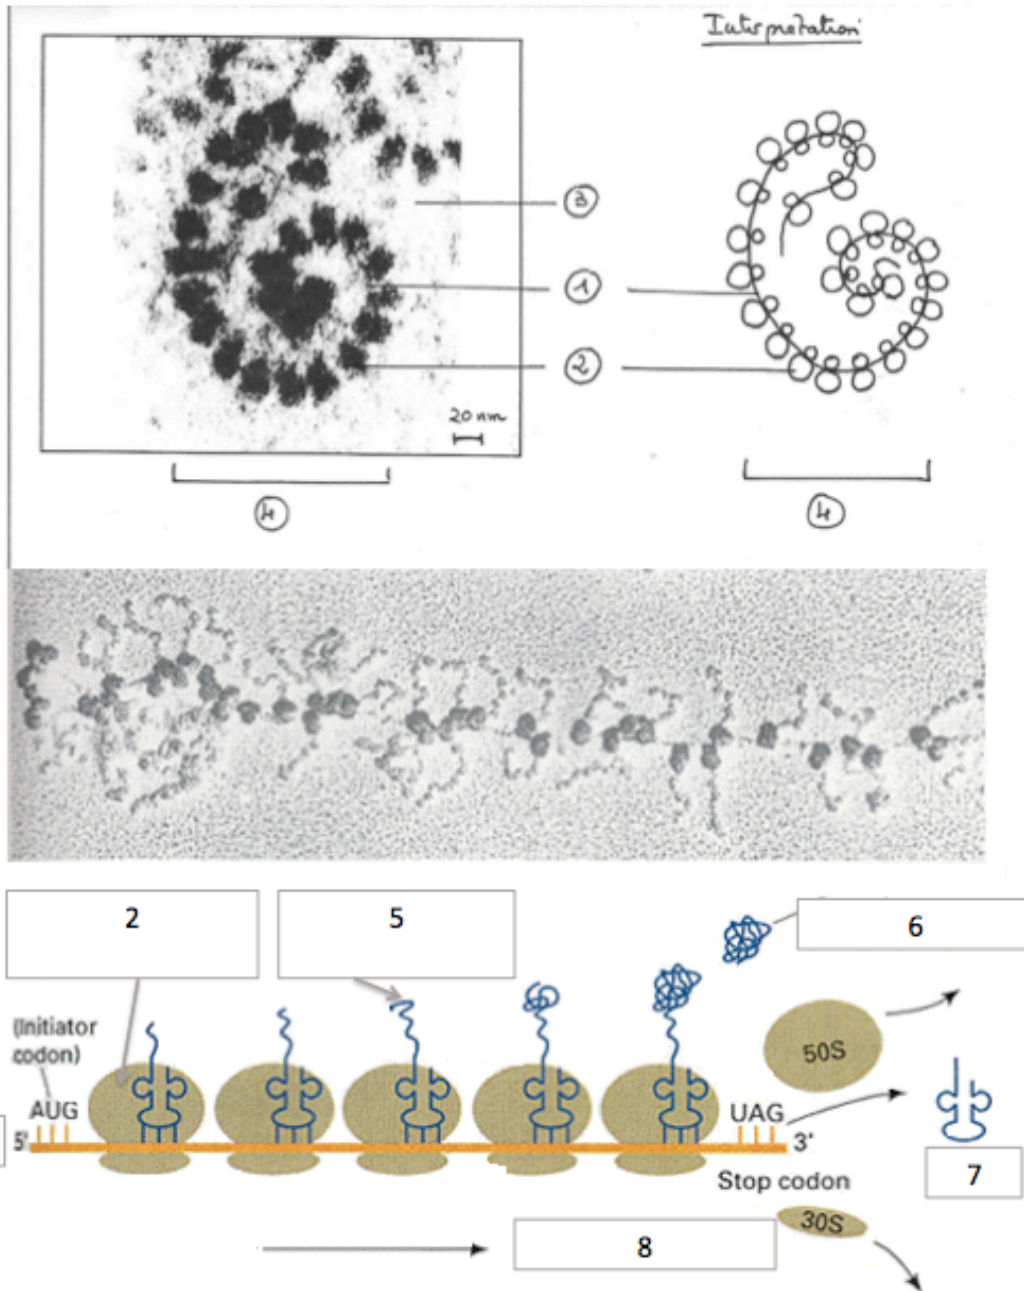 Interpretation
3
1
2
20 nm
4
4
2
5
6
(Initiator
codon)
AUG
5'
UAG
3'
50S
Stop codon
7
30S
8